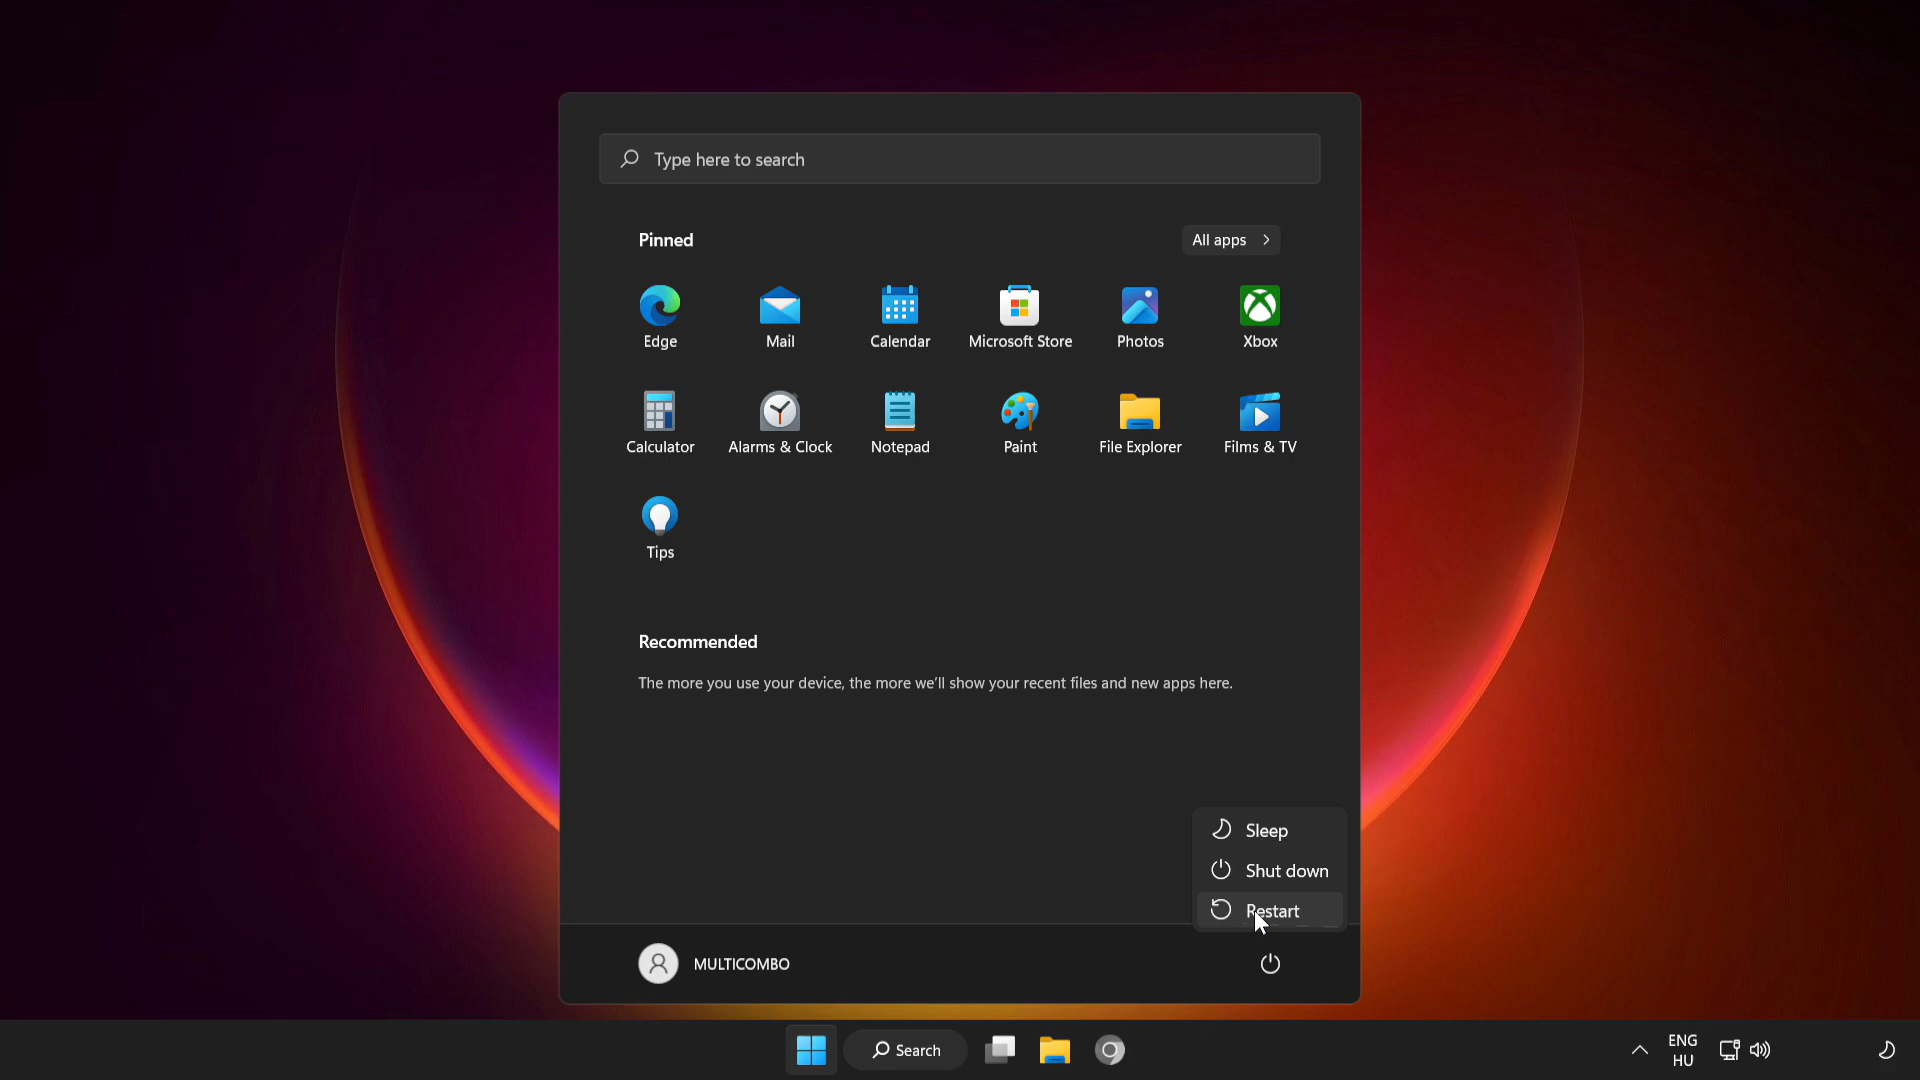 Type here to search
Pinned
All apps
Edge
Mail
Calendar
Microsoft Store
Photos
Xbox
Calculator
Alarms & Clock
Notepad
Paint
File Explorer
Films & TV
Tips
Recommended
The more you use your device, the more we'll show your recent files and new apps here.
Sleep
Shut down
Restart
MULTICOMBO
Search
ENG
HU